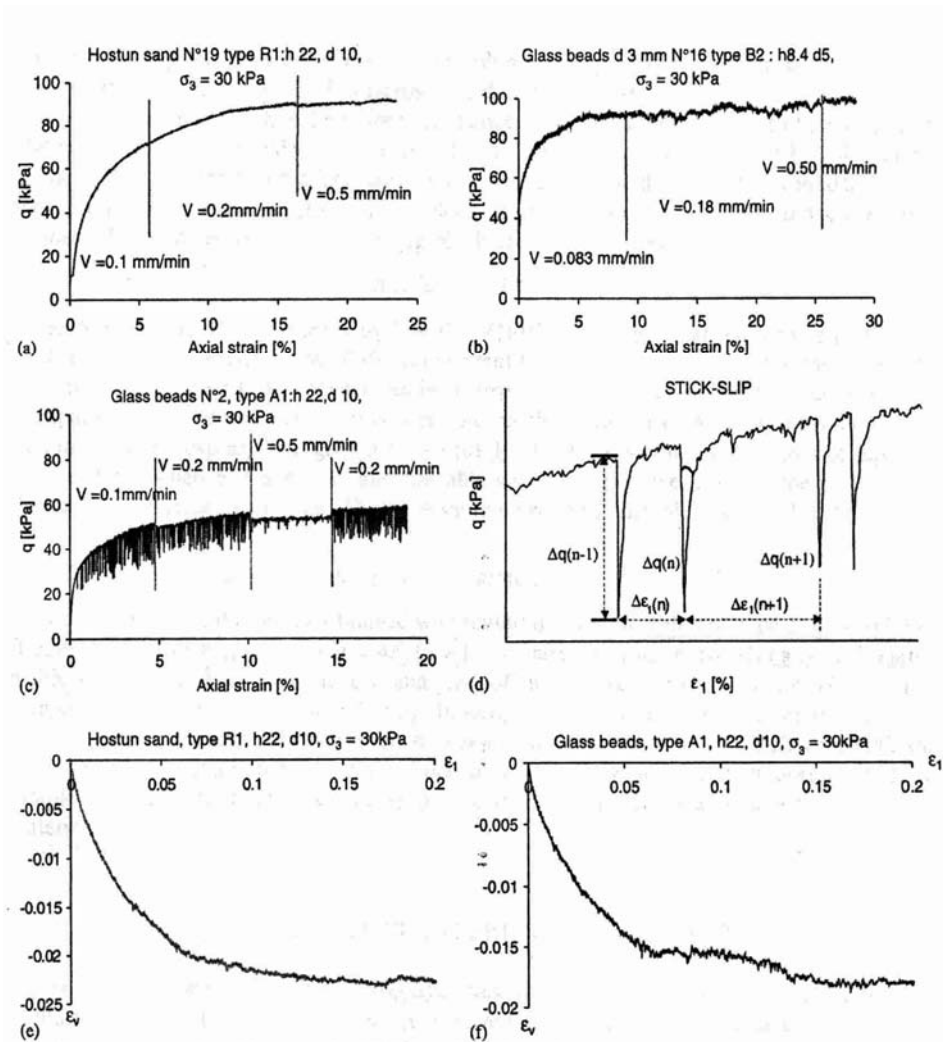 Hostun sand N°19 type R1:h 22, d 10,
σ3 = 30 kPa
100
80
60
40
20
0
q [kPa]
V = 0.1 mm/min
V = 0.2mm/min
V = 0.5 mm/min
0 5 10 15 20 25
(a)
Axial strain [%]
Glass beads d 3 mm N°16 type B2 : h8.4 d5,
σ3 = 30 kPa
100
80
60
40
80
100
q [kPa]
V =0.083 mm/min
V = 0.18 mm/min
V =0.50 mm/min
0 5 10 15 20 25 30
(b)
Axial strain [%]
Glass beads N°2, type A1:h 22,d 10,
σ3 = 30 kPa
100
80
60
40
20
0
q [kPa]
V =0.1mm/min
V =0.2 mm/min
V =0.5 mm/min
V =0.2 mm/min
0 5 10 15 20
(c)
Axial strain [%]
STICK-SLIP
q [kPa]
Δq(n-1)
Δq(n)
Δq(n+1)
Δε1(n)
Δε1(n+1)
(d)
ε1 [%]
Hostun sand, type R1, h22, d10, σ3 = 30kPa
ε1
0
0 0.05 0.1 0.15 0.2
-0.005
-0.01
-0.015
-0.02
-0.025
εv
(e)
Glass beads, type A1, h22, d10, σ3 = 30kPa
ε1
0
0 0.05 0.1 0.15 0.2
-0.005
-0.01
-0.015
-0.02
εv
(f)